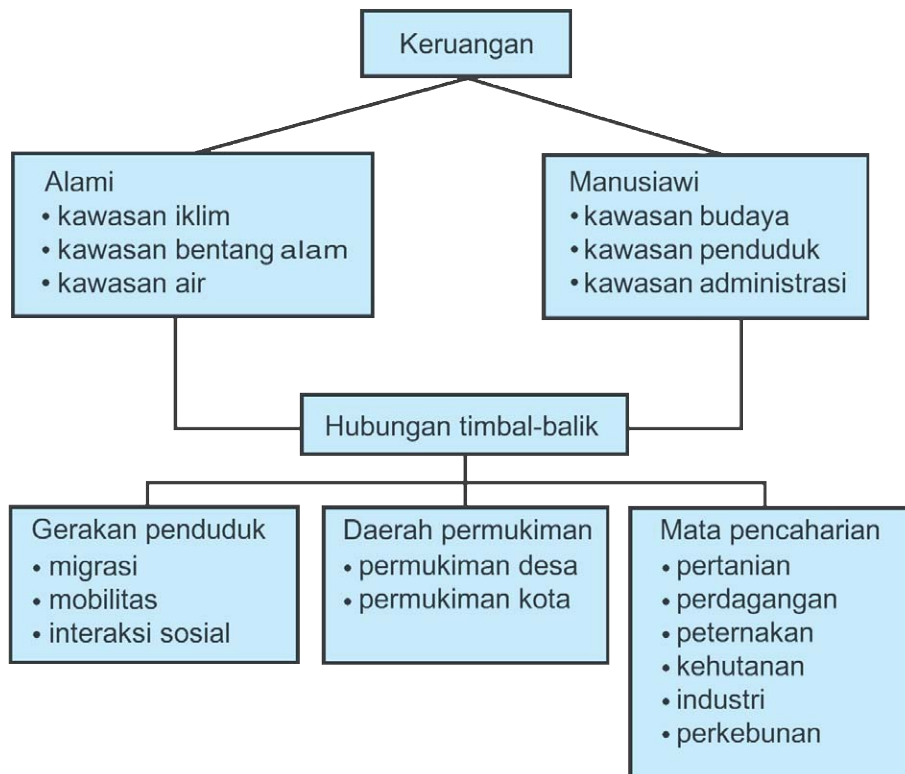 Keruangan
Alami
• kawasan iklim
• kawasan bentang alam
• kawasan air
Manusiawi
• kawasan budaya
• kawasan penduduk
• kawasan administrasi
Hubungan timbal-balik
Gerakan penduduk
• migrasi
• mobilitas
• interaksi sosial
Daerah permukiman
• permukiman desa
• permukiman kota
Mata pencaharian
• pertanian
• perdagangan
• peternakan
• kehutanan
• industri
• perkebunan